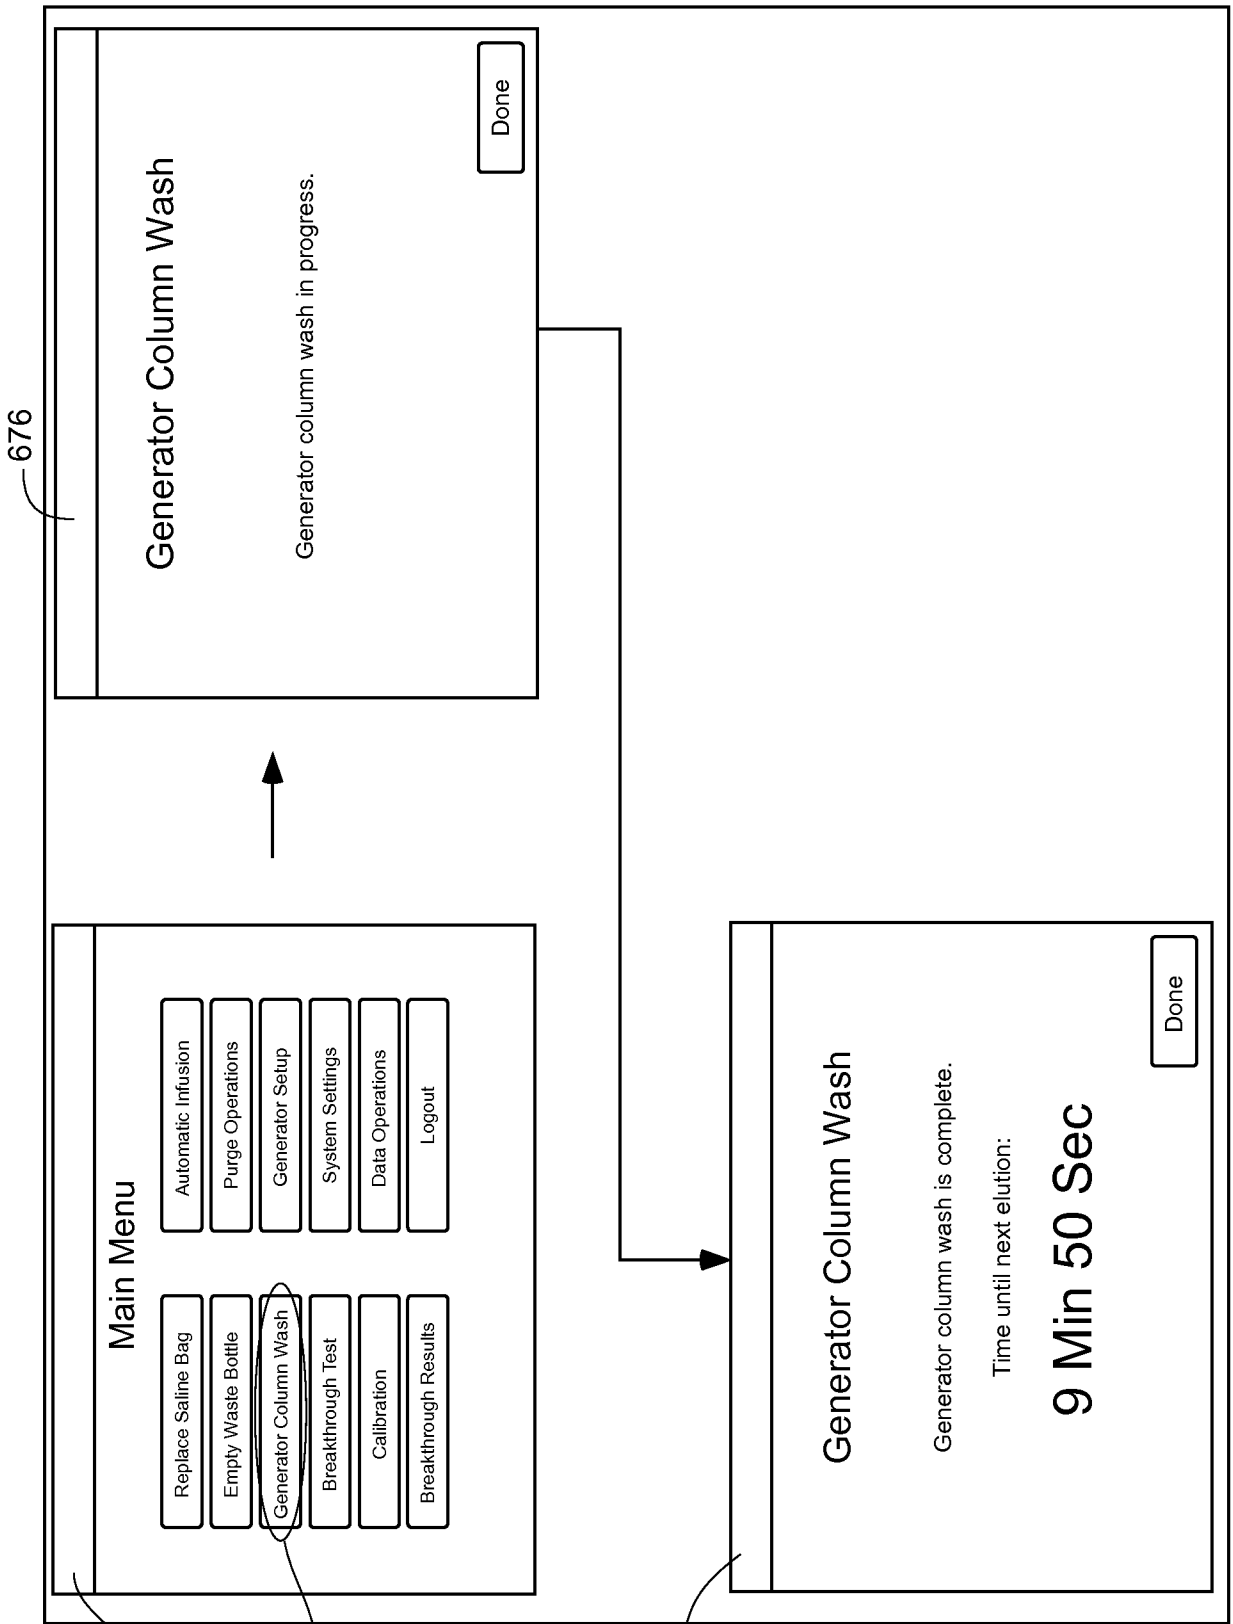 Main Menu
Replace Saline Bag
Automatic Infusion
Empty Waste Bottle
Purge Operations
Generator Column Wash
Generator Setup
Breakthrough Test
System Settings
Calibration
Data Operations
Breakthrough Results
Logout
676
Generator Column Wash
Generator column wash in progress.
Done
Generator Column Wash
Generator column wash is complete.
Time until next elution:
9 Min 50 Sec
Done